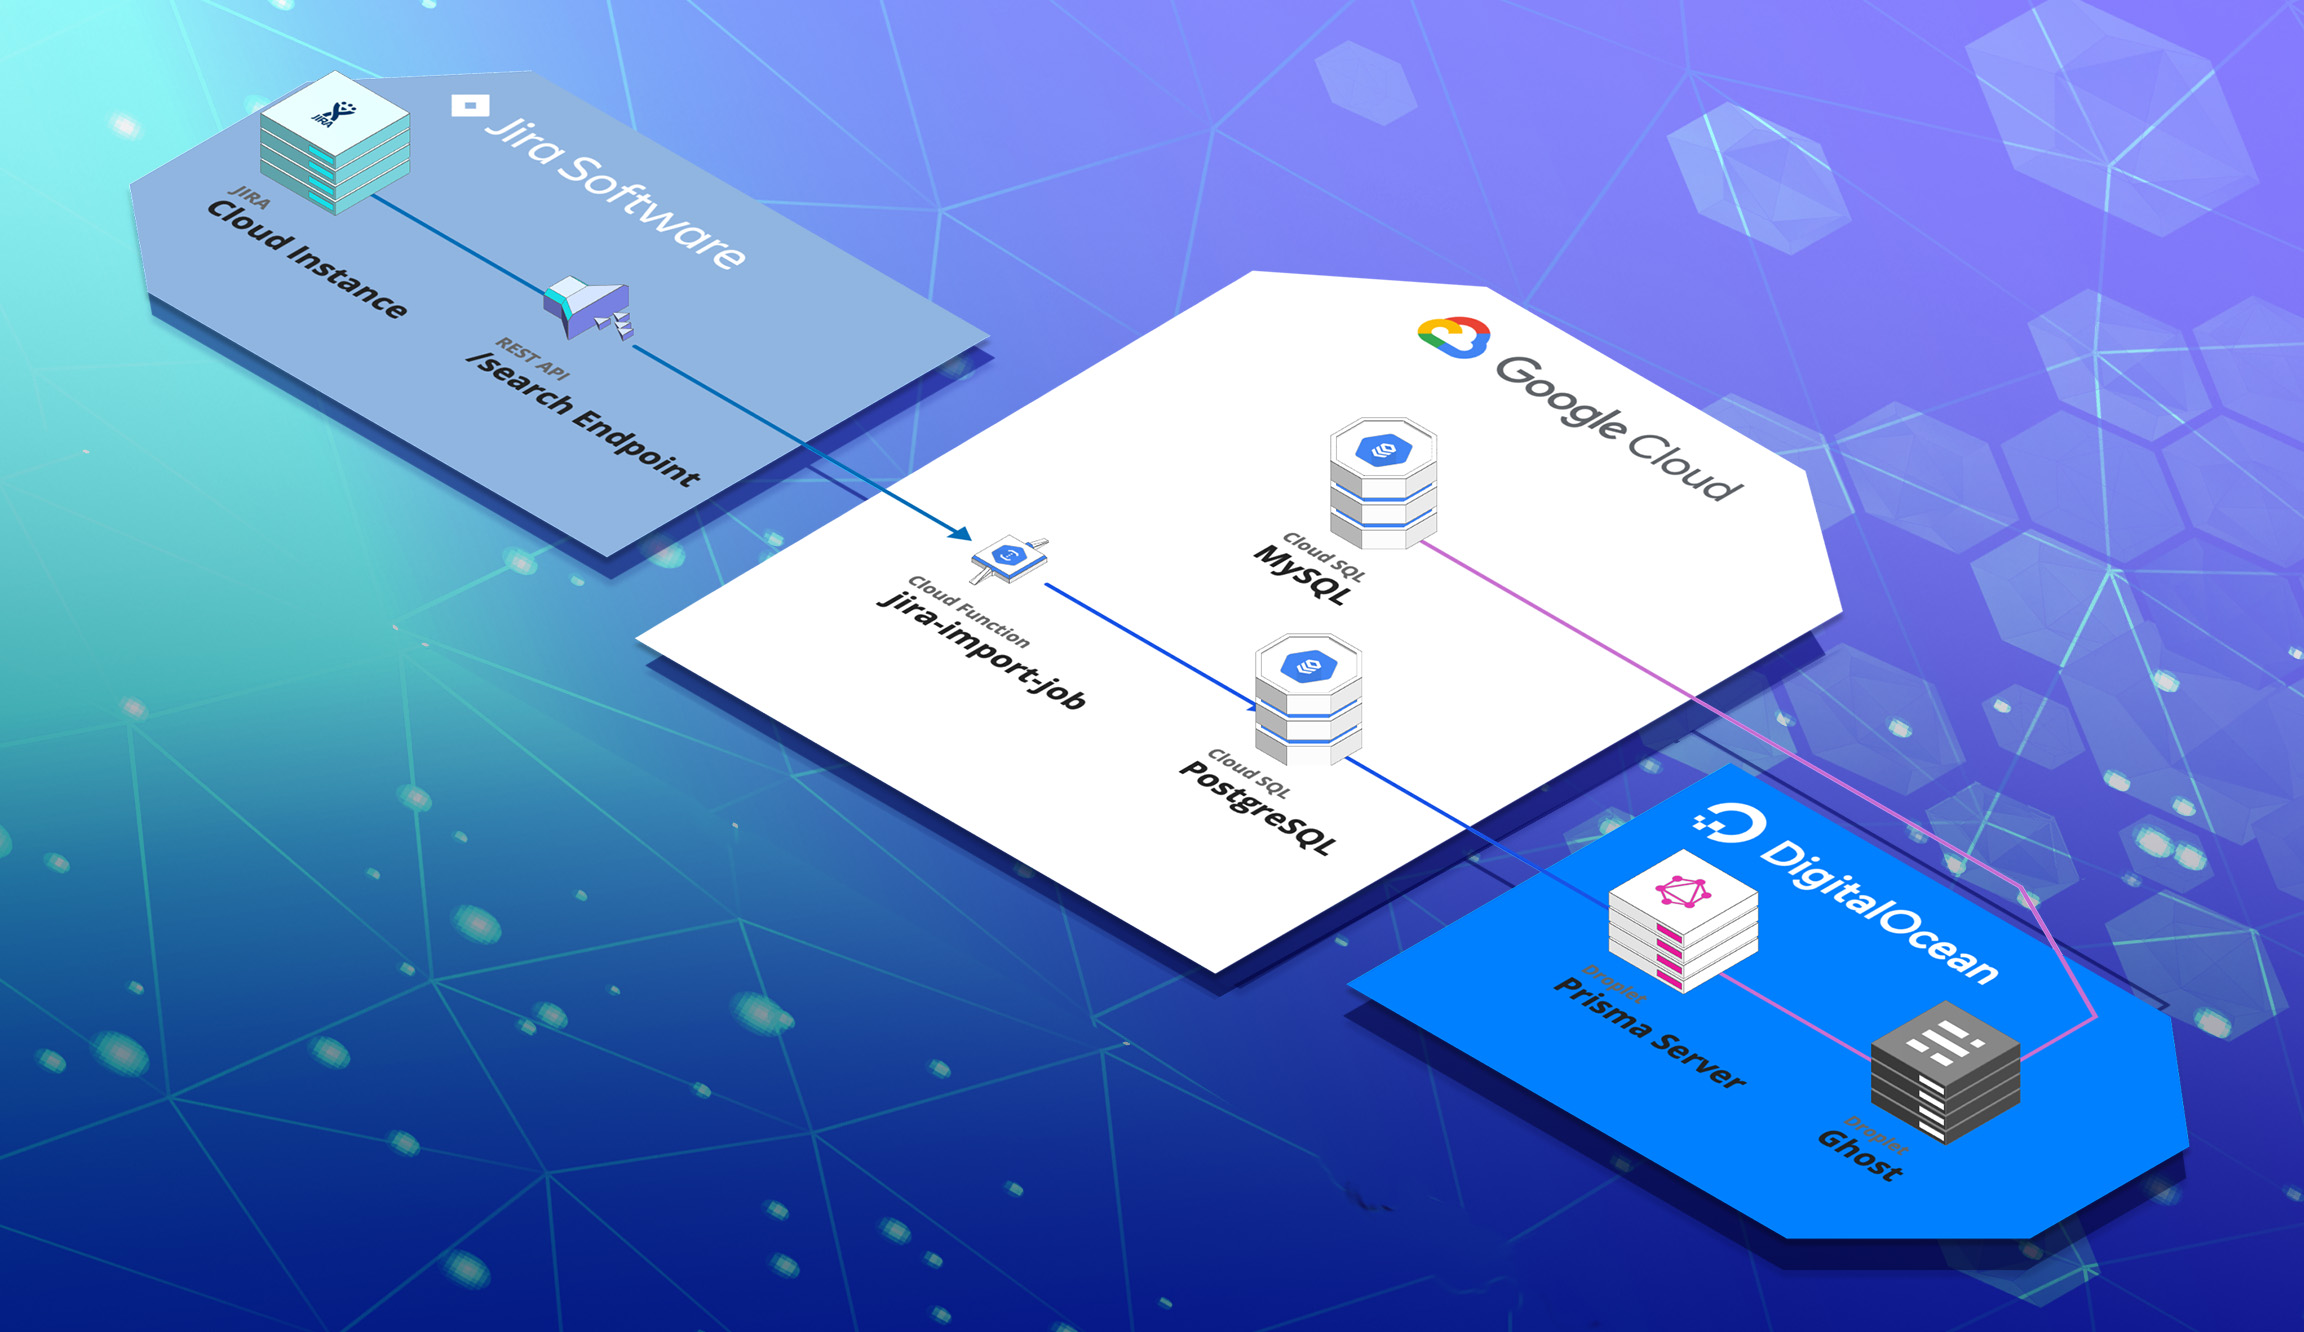 JIRA
Jira Software
JIRA
Cloud Instance
REST API
/search Endpoint
Google Cloud
Cloud SQL
MySQL
Cloud Function
jira-import-job
Cloud SQL
PostgreSQL
DigitalOcean
Droplet
Prisma Server
Droplet
Ghost